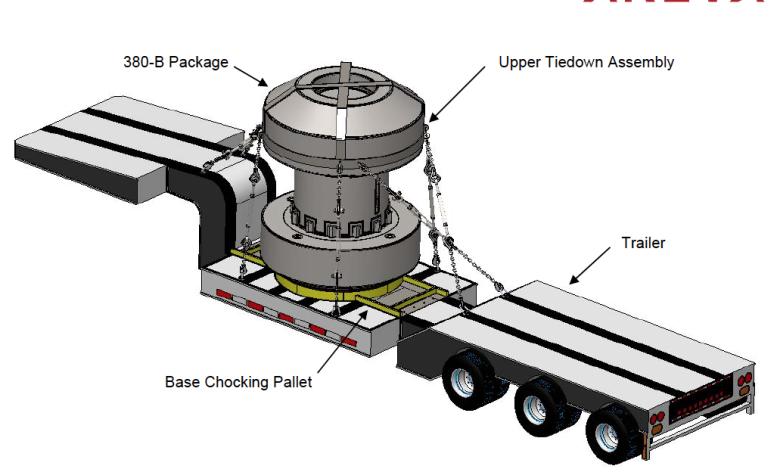 380-B Package
Upper Tiedown Assembly
Trailer
Base Chocking Pallet